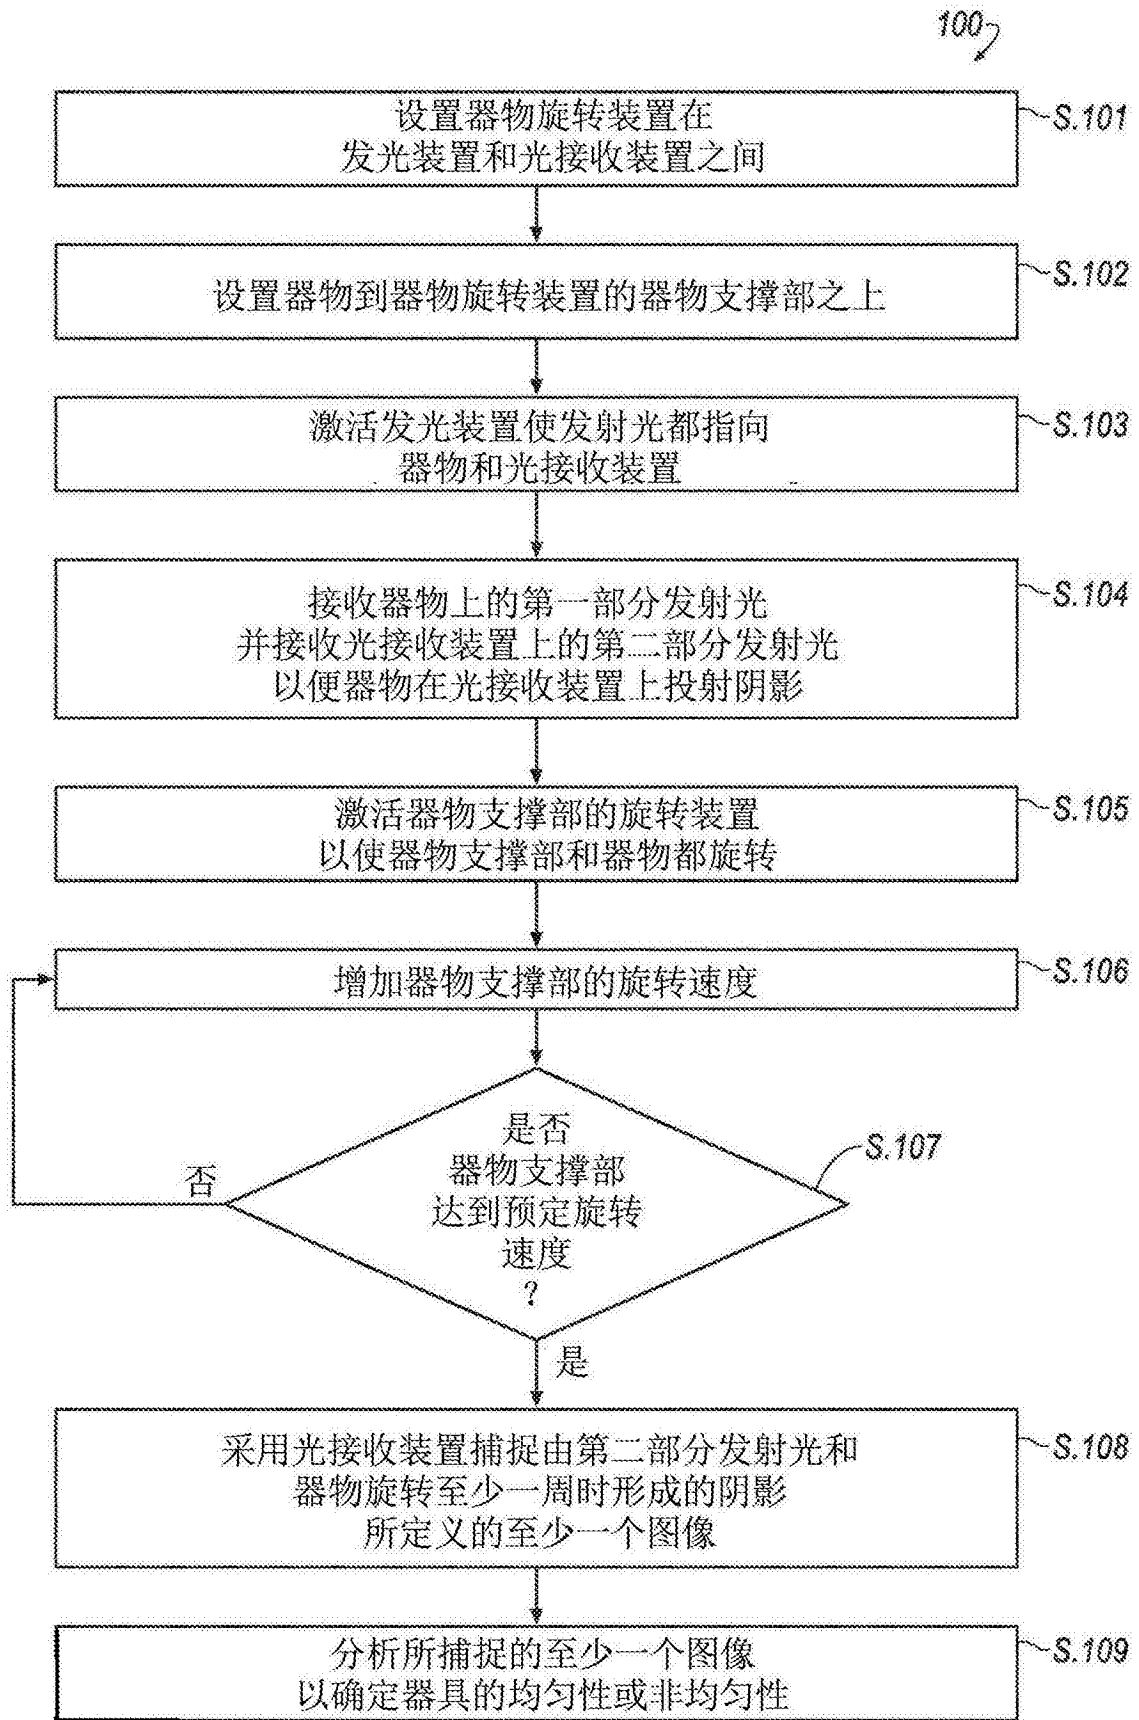 100
设置器物旋转装置在
发光装置和光接收装置之间
S.101
设置器物到器物旋转装置的器物支撑部之上
S.102
激活发光装置使发射光都指向
器物和光接收装置
S.103
接收器物上的第一部分发射光
并接收光接收装置上的第二部分发射光
以便器物在光接收装置上投射阴影
S.104
激活器物支撑部的旋转装置
以使器物支撑部和器物都旋转
S.105
增加器物支撑部的旋转速度
S.106
是否
器物支撑部
达到预定旋转
速度
?
S.107
否
是
采用光接收装置捕捉由第二部分发射光和
器物旋转至少一周时形成的阴影
所定义的至少一个图像
S.108
分析所捕捉的至少一个图像
以确定器具的均匀性或非均匀性
S.109